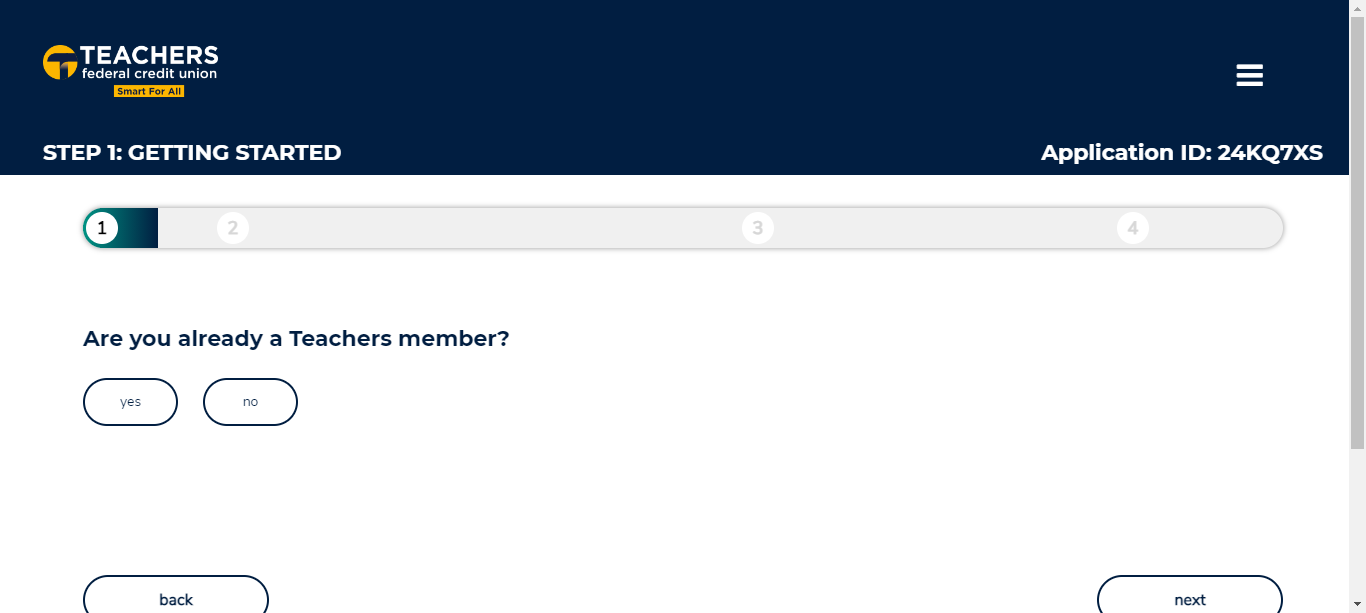 TEACHERS
federal credit union
Smart For All
STEP 1: GETTING STARTED
Application ID: 24KQ7XS
1
2
3
4
Are you already a Teachers member?
yes
no
back
next